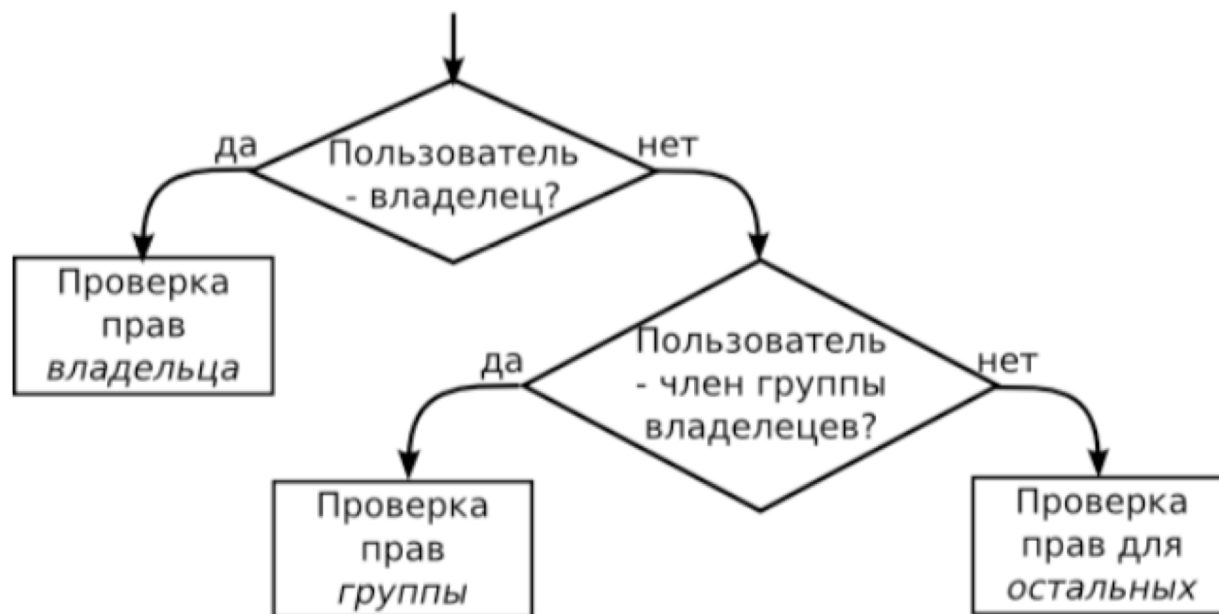 да
Пользователь
- владелец?
нет
Проверка
прав
владельца
да
Пользователь
- член группы
владелецев?
нет
Проверка
прав
группы
Проверка
прав для
остальных